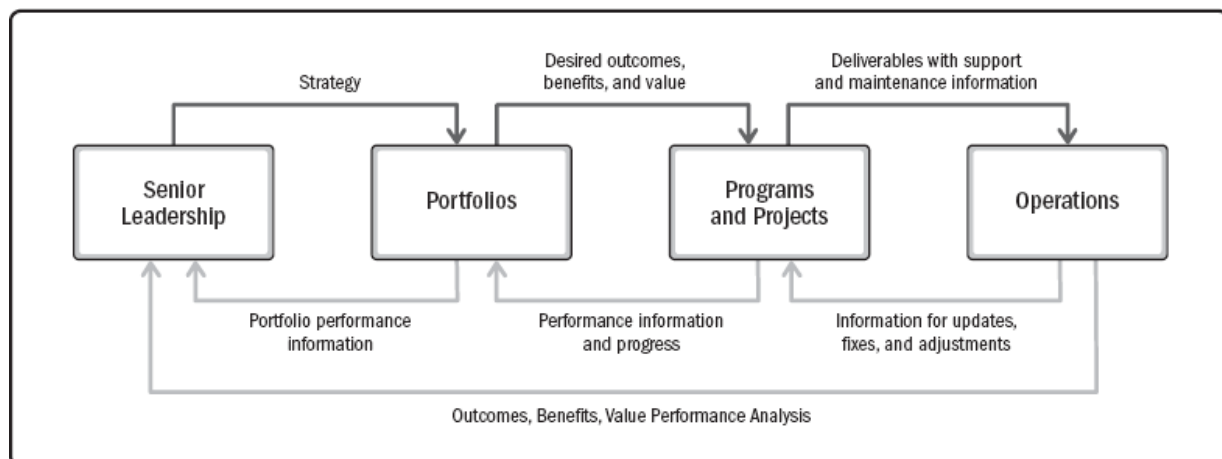 Strategy
Desired outcomes,
benefits, and value
Deliverables with support
and maintenance information
Senior
Leadership
Portfolios
Programs
and Projects
Operations
Portfolio performance
information
Performance information
and progress
Information for updates,
fixes, and adjustments
Outcomes, Benefits, Value Performance Analysis